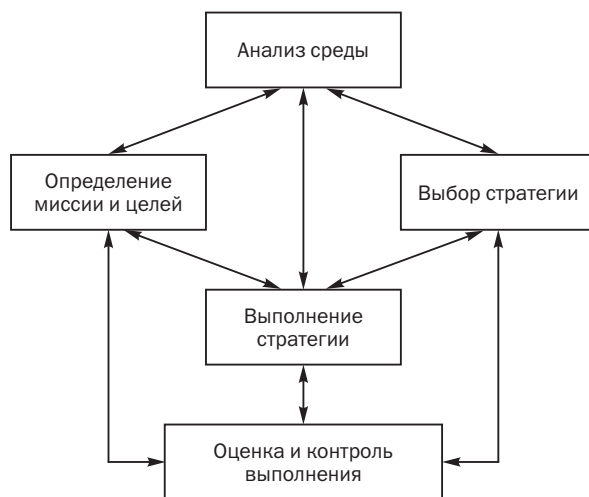 Анализ среды
Определение
миссии и целей
Выбор стратегии
Выполнение
стратегии
Оценка и контроль
выполнения